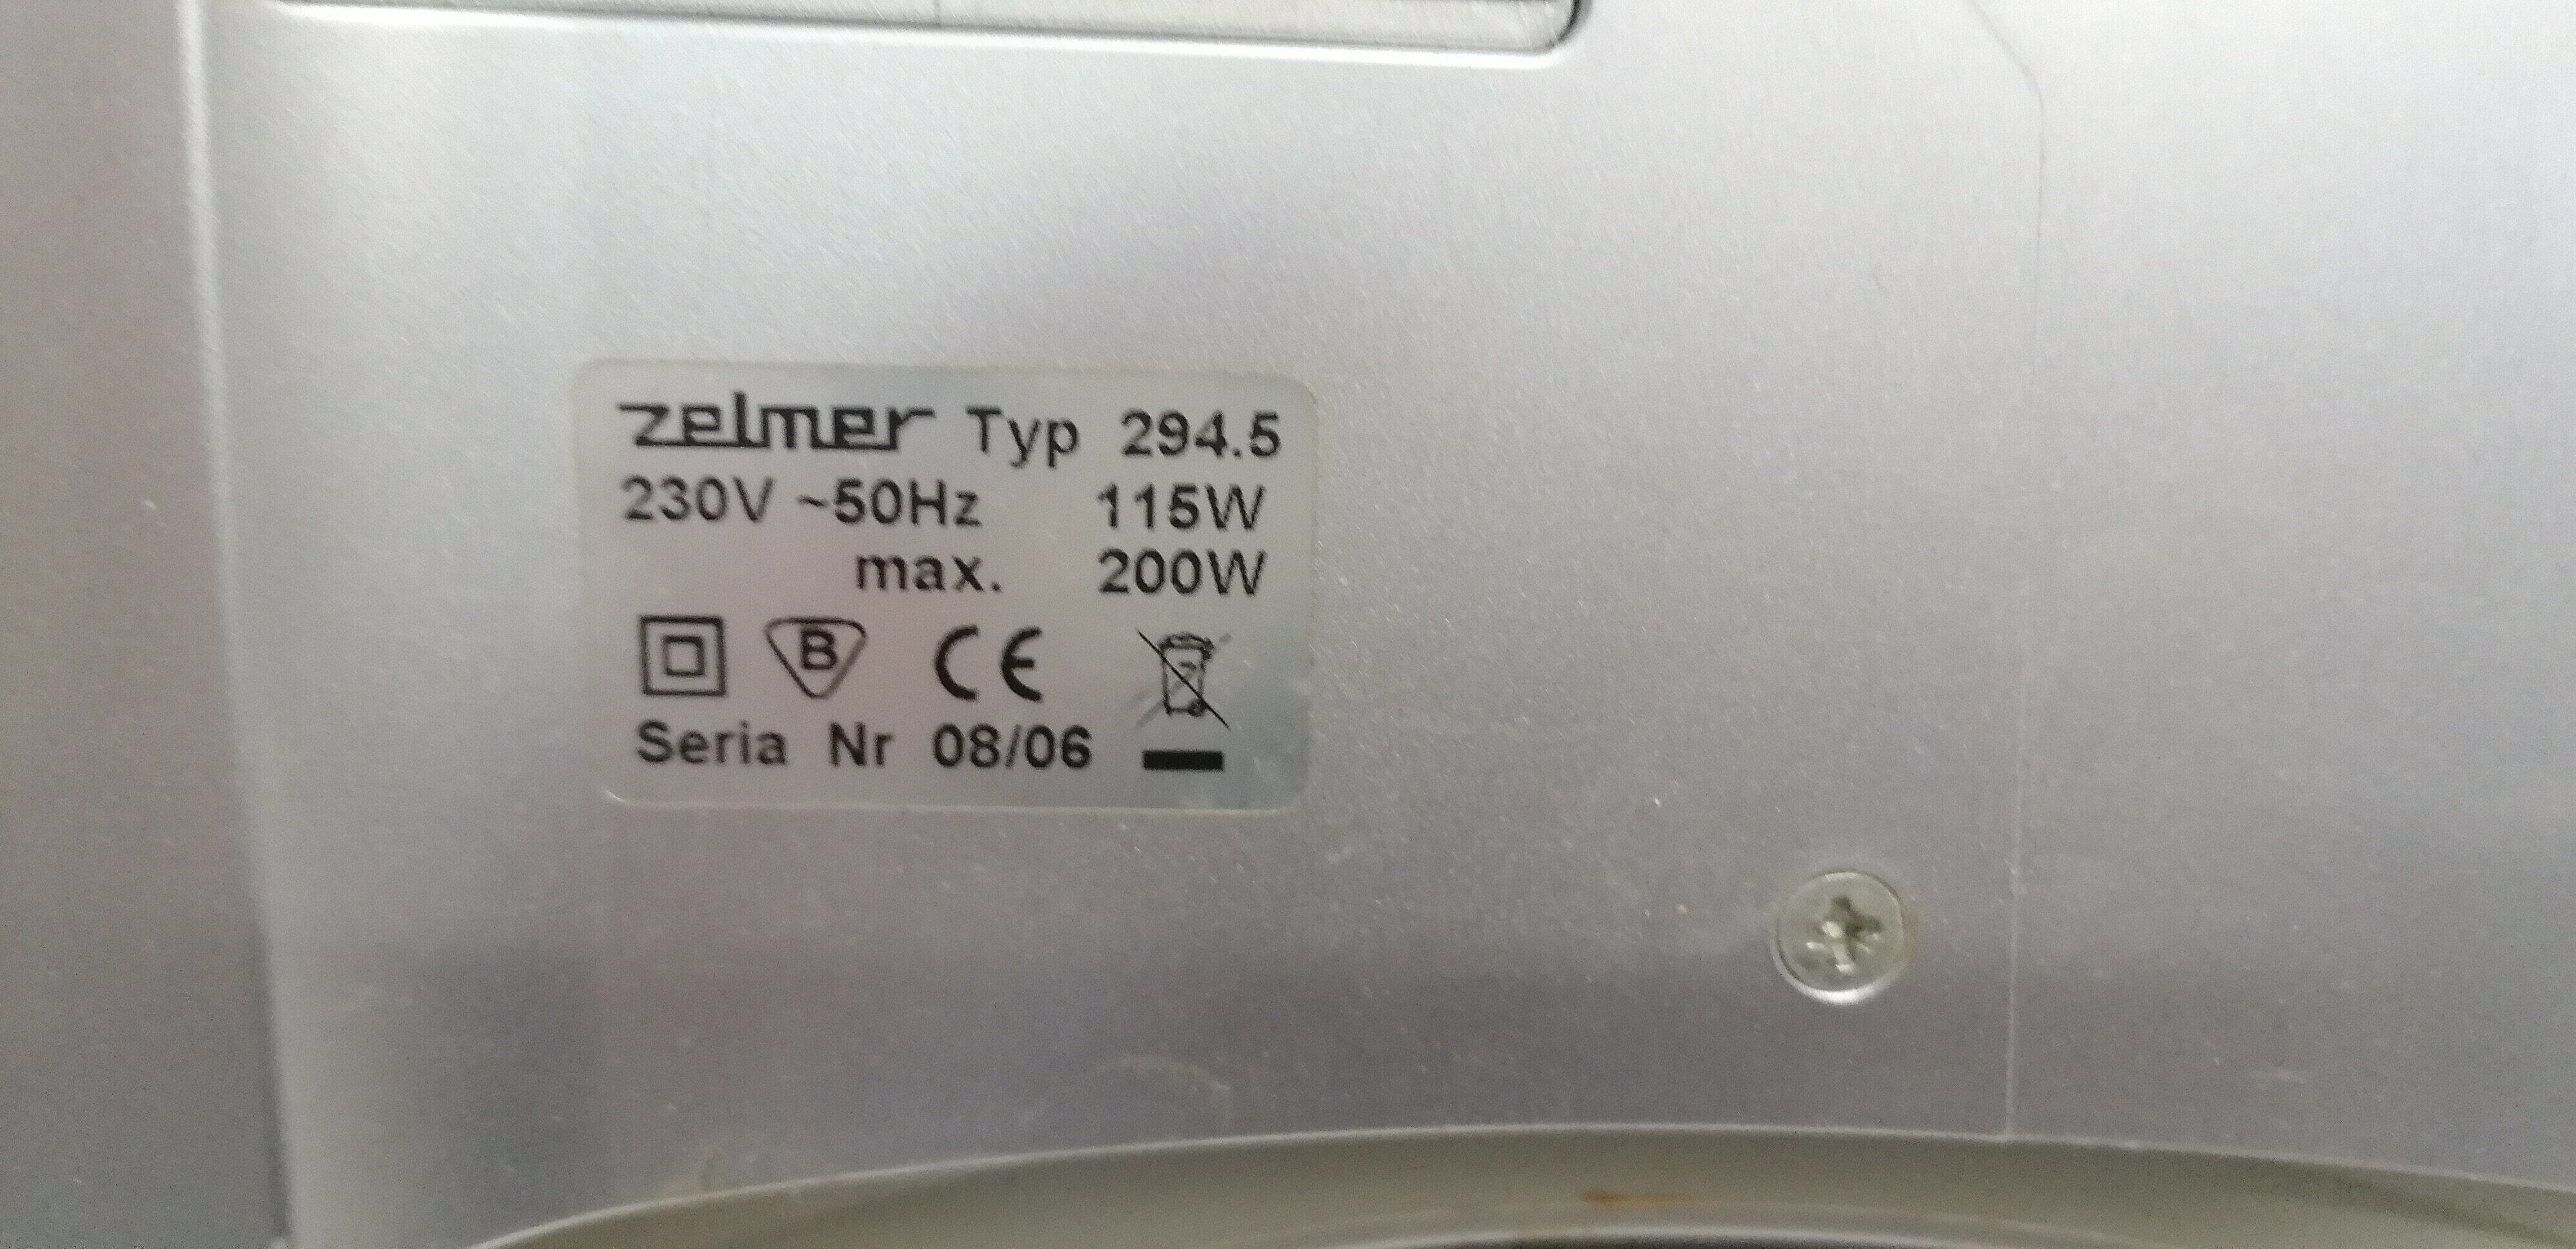 zelmer Typ 294.5
230V ~50Hz 115W
max. 200W
B CE
Seria Nr 08/06